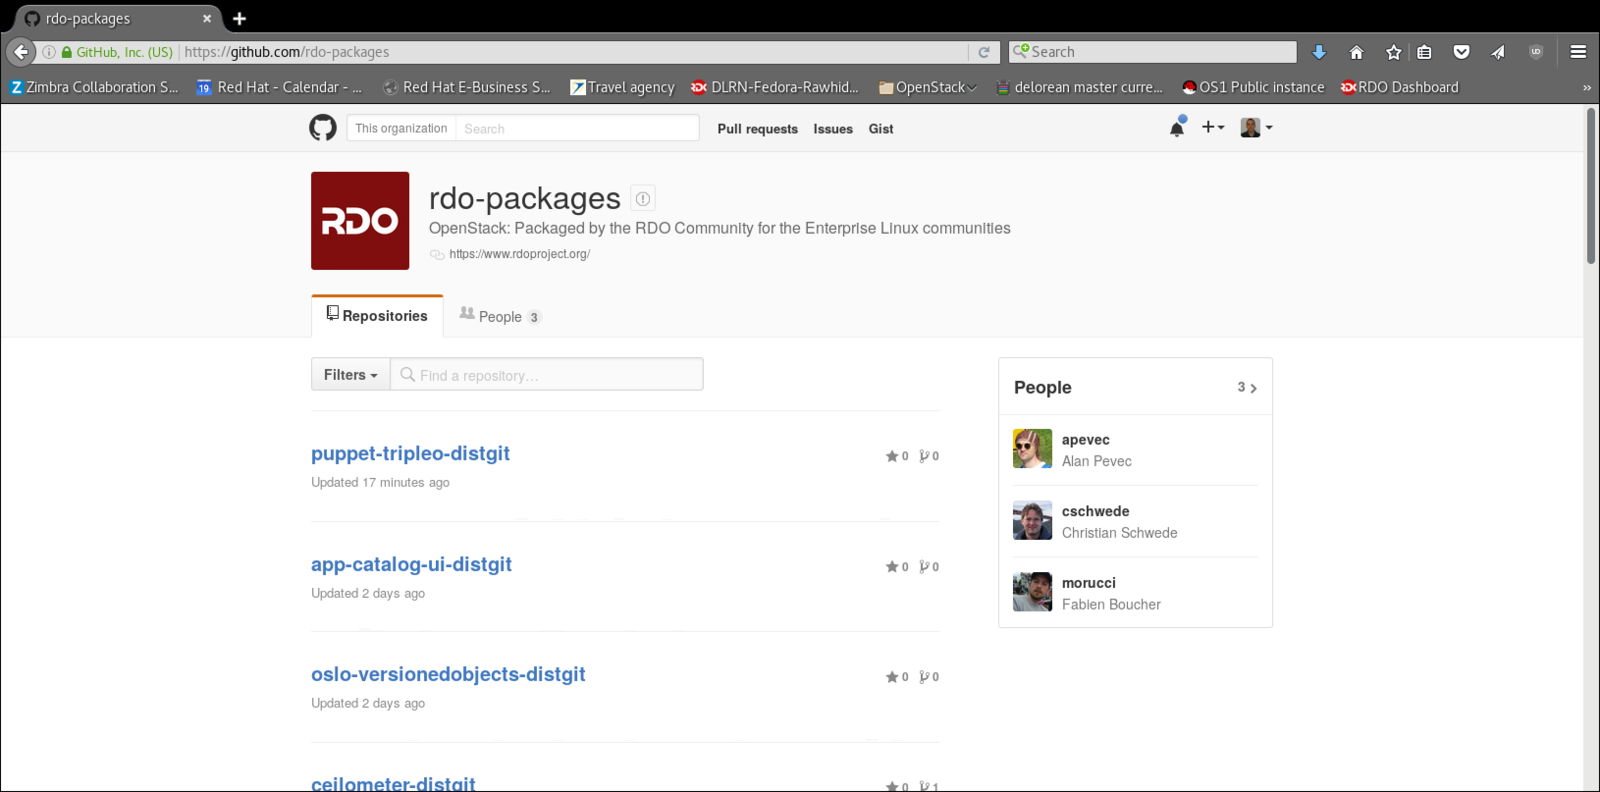 rdo-packages × +
GitHub, Inc. (US) https://github.com/rdo-packages Search
Zimbra Collaboration S... 19 Red Hat - Calendar - ... Red Hat E-Business S... Travel agency DLRN-Fedora-Rawhid... OpenStack delorean master curre... OS1 Public instance RDO Dashboard »
This organization Search Pull requests Issues Gist
RDO
rdo-packages
OpenStack: Packaged by the RDO Community for the Enterprise Linux communities
https://www.rdoproject.org/
Repositories People 3
Filters Find a repository…
puppet-tripleo-distgit 0 0
Updated 17 minutes ago
app-catalog-ui-distgit 0 0
Updated 2 days ago
oslo-versionedobjects-distgit 0 0
Updated 2 days ago
ceilometer-distgit 0 1
People 3
apevec
Alan Pevec
cschwede
Christian Schwede
morucci
Fabien Boucher